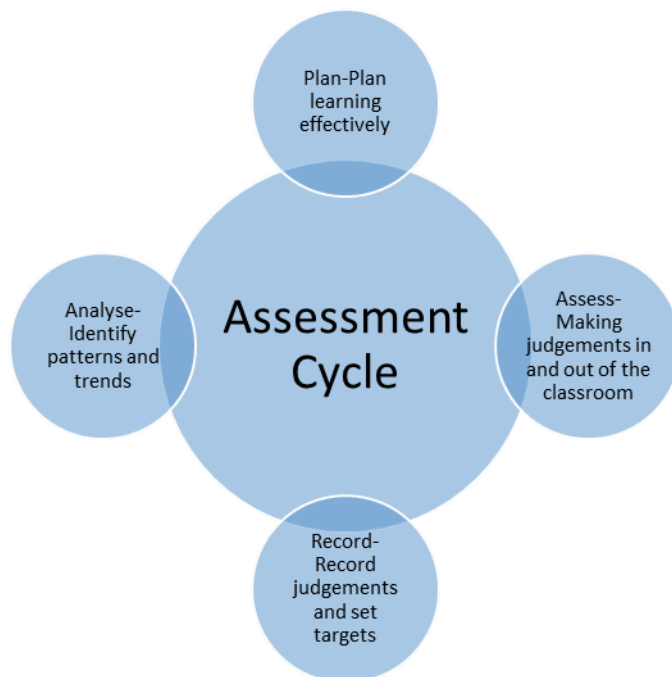 Plan-Plan
learning
effectively
Assessment
Cycle
Assess-
Making
judgements in
and out of the
classroom
Record-
Record
judgements
and set
targets
Analyse-
Identify
patterns and
trends